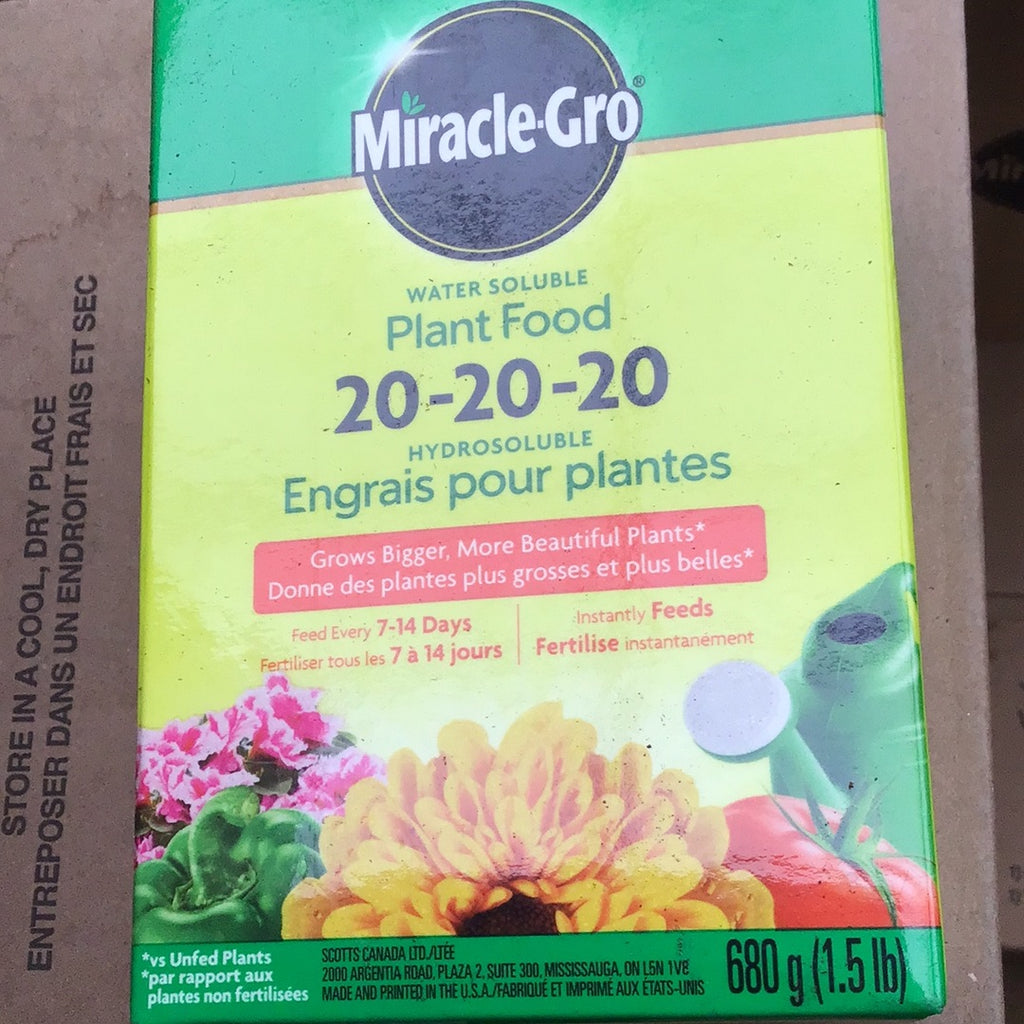 Miracle-Gro®
WATER SOLUBLE
Plant Food
20-20-20
HYDROSOLUBLE
Engrais pour plantes
Grows Bigger, More Beautiful Plants*
Donne des plantes plus grosses et plus belles*
Feed Every 7-14 Days
Fertiliser tous les 7 à 14 jours
Instantly Feeds
Fertilise instantanément
*vs Unfed Plants
*par rapport aux
plantes non fertilisées
SCOTTS CANADA LTD./LTÉE
2000 ARGENTIA ROAD, PLAZA 2, SUITE 300, MISSISSAUGA, ON L5N 1V8
MADE AND PRINTED IN THE U.S.A./FABRIQUÉ ET IMPRIMÉ AUX ÉTATS-UNIS
680 g (1.5 lb)
STORE IN A COOL, DRY PLACE
ENTREPOSER DANS UN ENDROIT FRAIS ET SEC